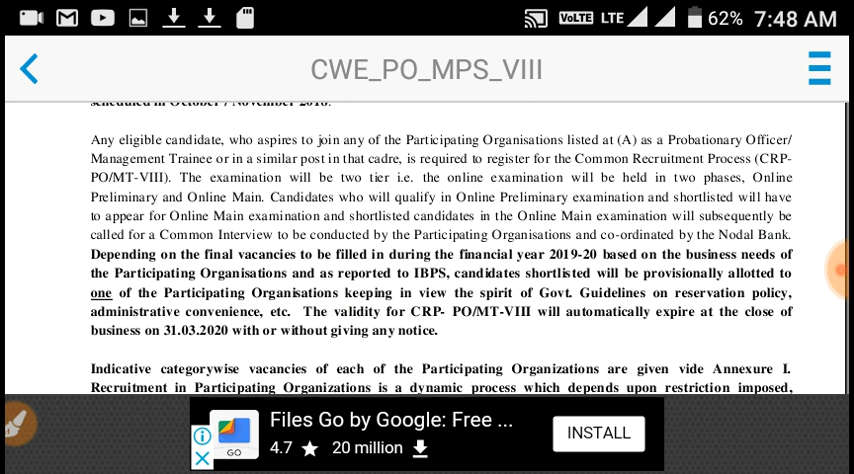 VoLTE LTE 62% 7:48 AM
CWE_PO_MPS_VIII
scheduled in October / November 2018.
Any eligible candidate, who aspires to join any of the Participating Organisations listed at (A) as a Probationary Officer/
Management Trainee or in a similar post in that cadre, is required to register for the Common Recruitment Process (CRP-
PO/MT-VIII). The examination will be two tier i.e. the online examination will be held in two phases, Online
Preliminary and Online Main. Candidates who will qualify in Online Preliminary examination and shortlisted will have
to appear for Online Main examination and shortlisted candidates in the Online Main examination will subsequently be
called for a Common Interview to be conducted by the Participating Organisations and co-ordinated by the Nodal Bank.
Depending on the final vacancies to be filled in during the financial year 2019-20 based on the business needs of
the Participating Organisations and as reported to IBPS, candidates shortlisted will be provisionally allotted to
one of the Participating Organisations keeping in view the spirit of Govt. Guidelines on reservation policy,
administrative convenience, etc. The validity for CRP- PO/MT-VIII will automatically expire at the close of
business on 31.03.2020 with or without giving any notice.
Indicative categorywise vacancies of each of the Participating Organizations are given vide Annexure I.
Recruitment in Participating Organizations is a dynamic process which depends upon restriction imposed,
GO
Files Go by Google: Free ...
4.7 ★ 20 million
INSTALL